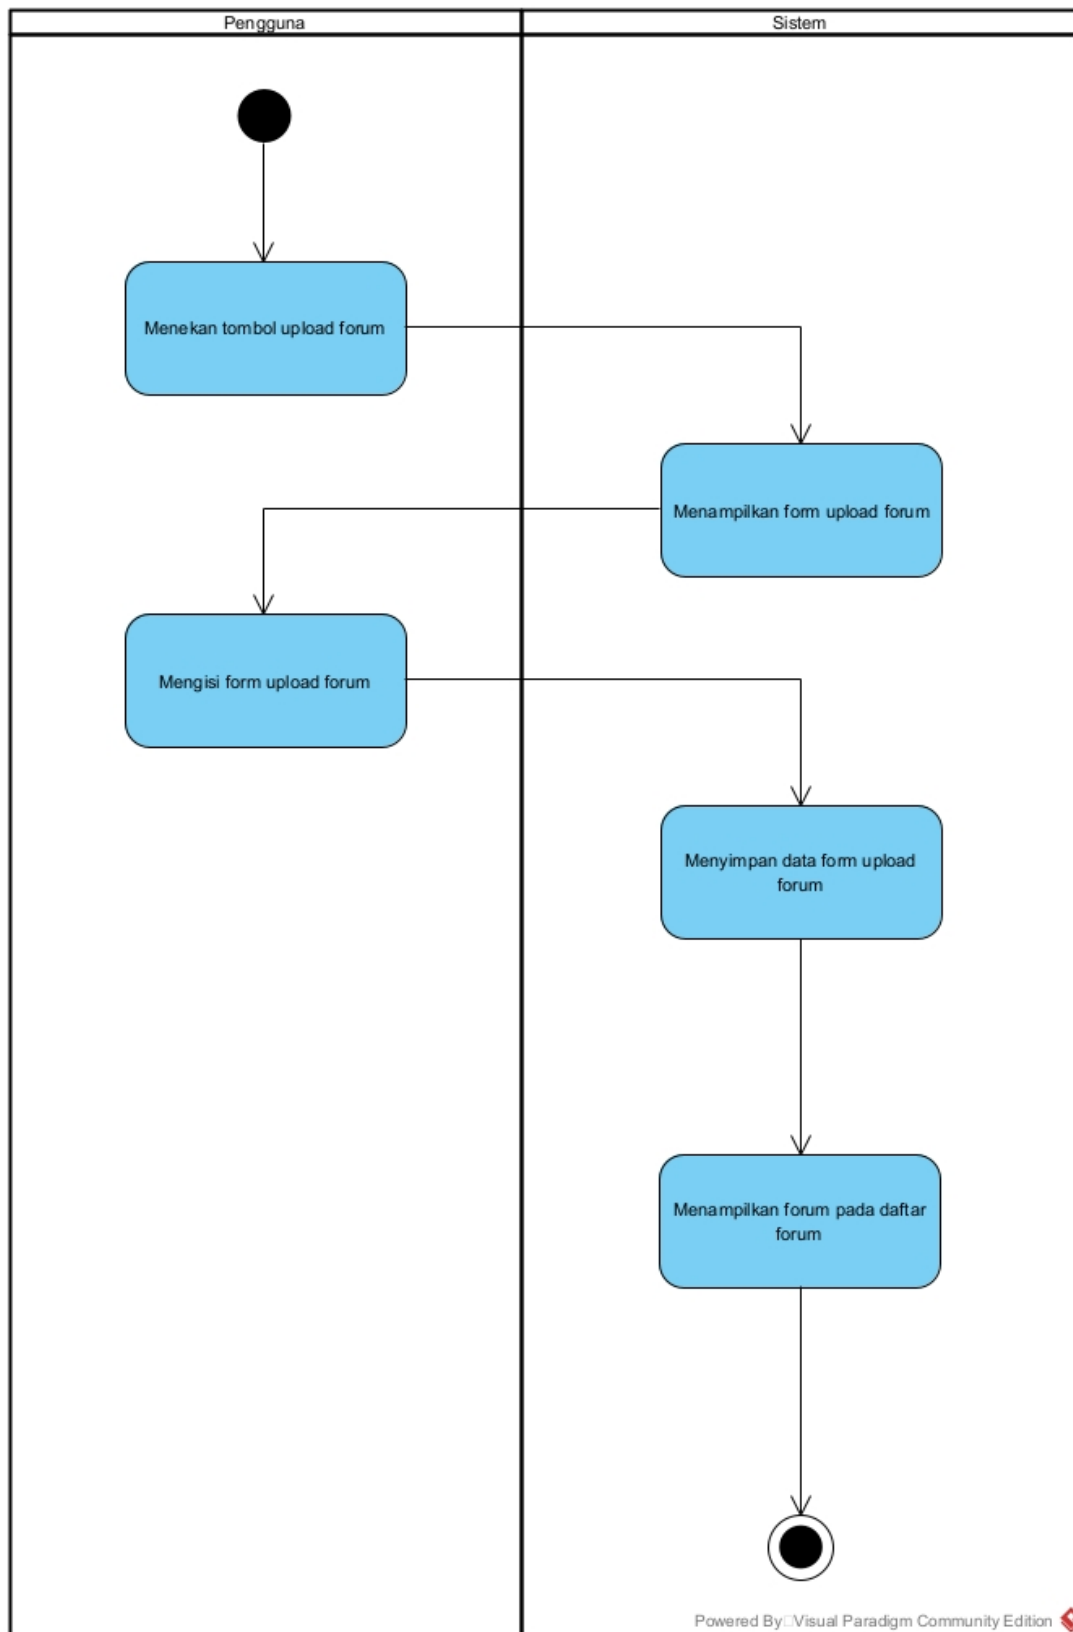 Pengguna
Sistem
Menekan tombol upload forum
Menampilkan form upload forum
Mengisi form upload forum
Menyimpan data form upload
forum
Menampilkan forum pada daftar
forum
Powered By Visual Paradigm Community Edition